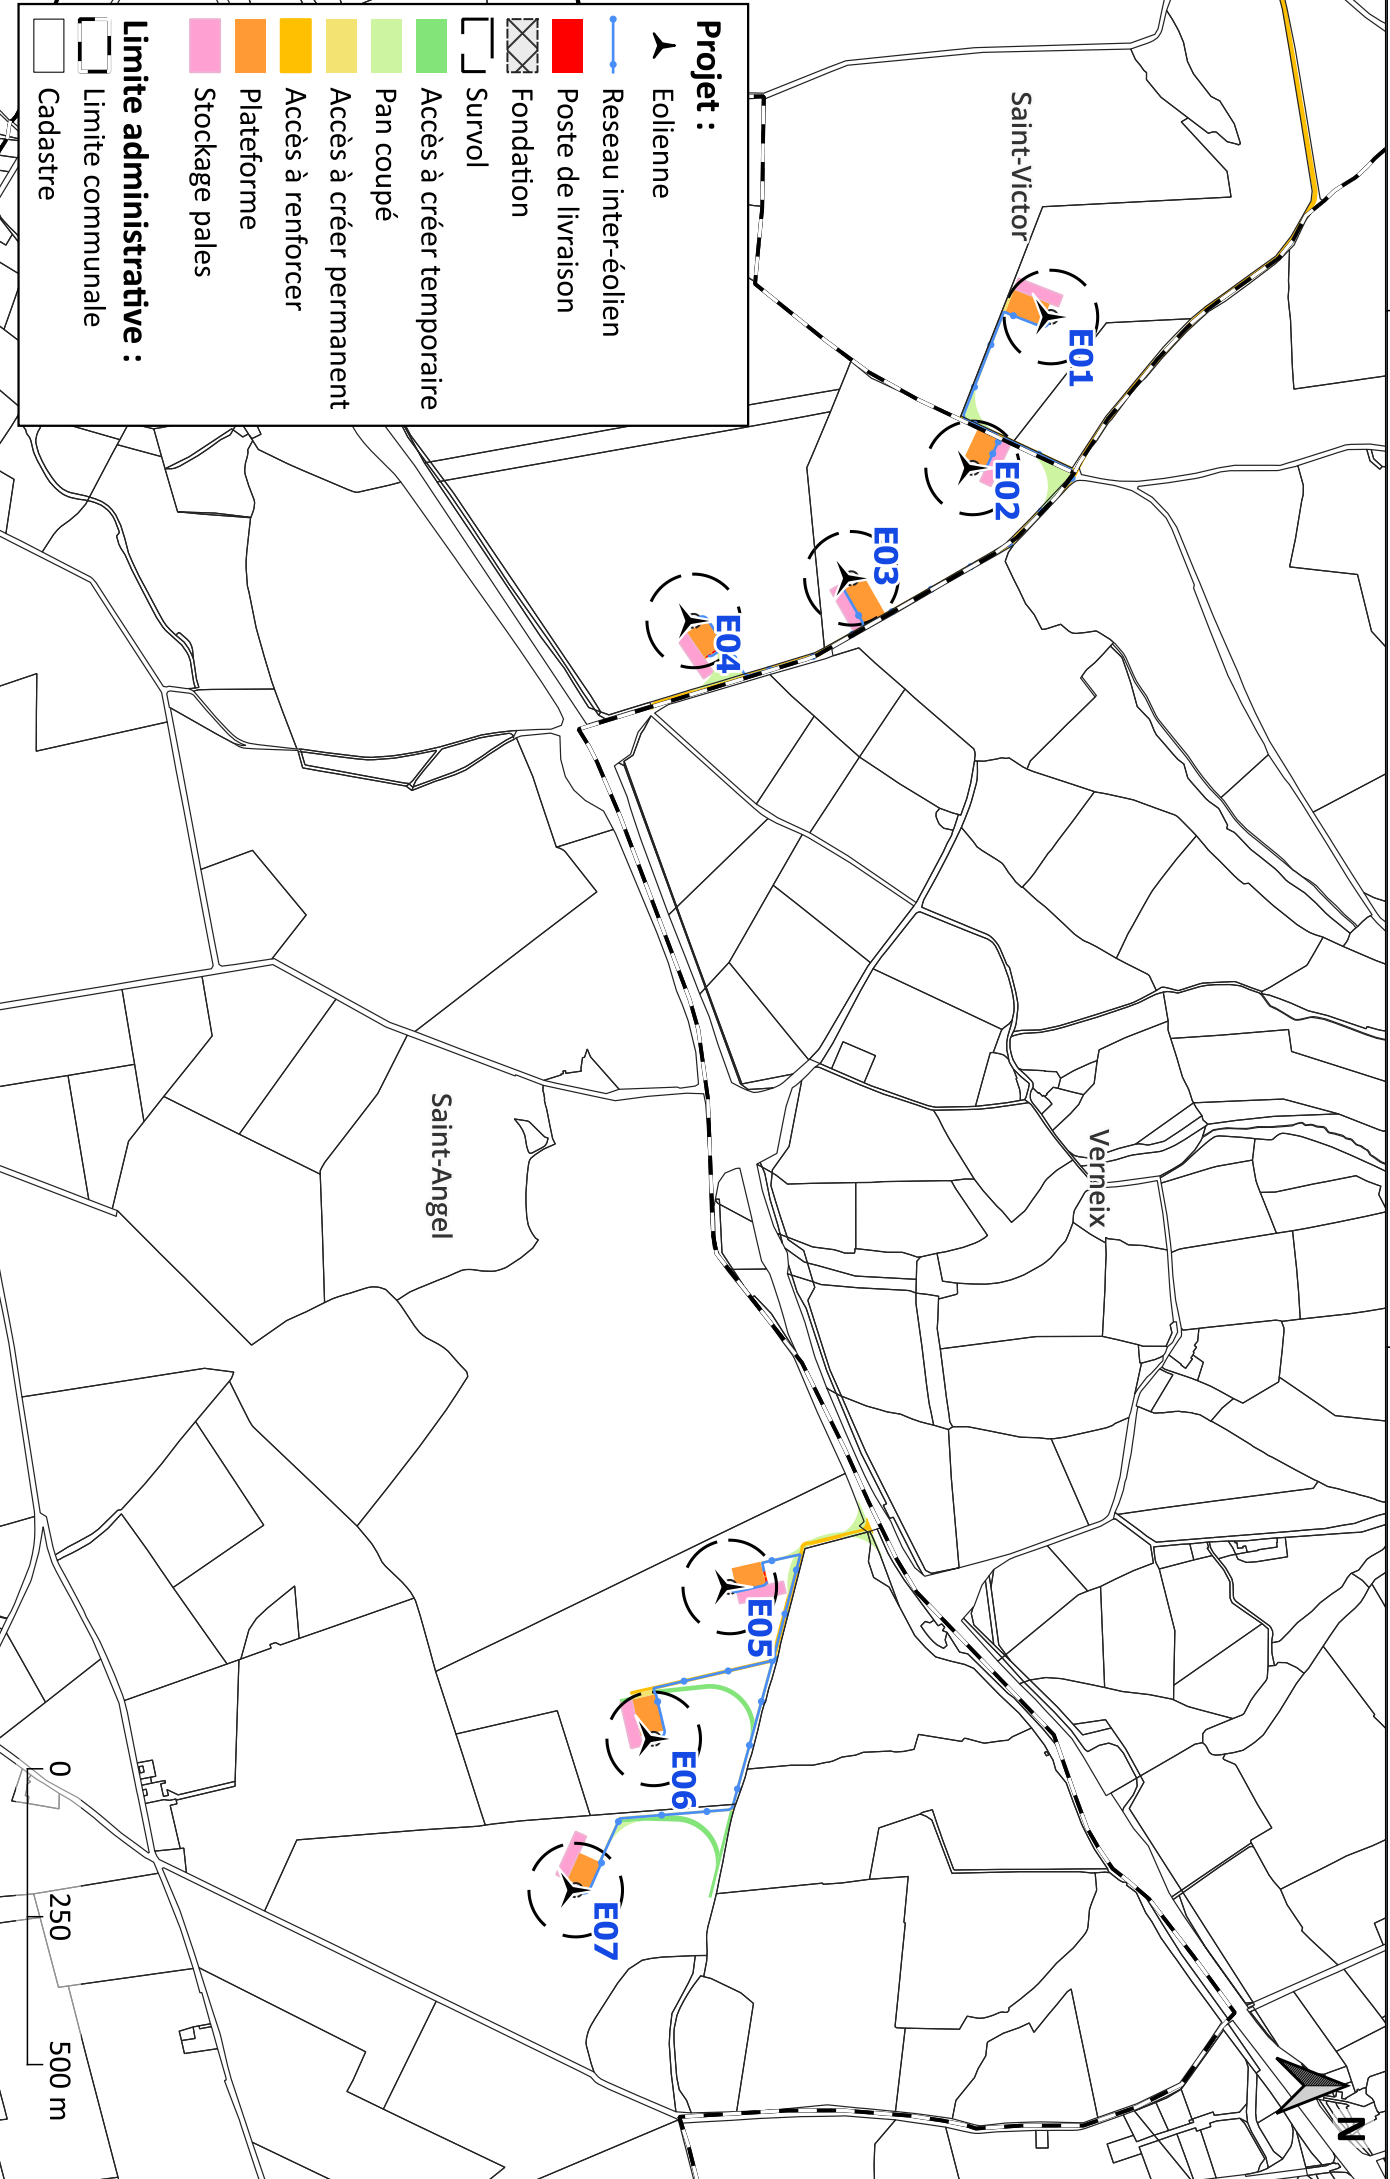 Projet :
Eolienne
Reseau inter-éolien
Poste de livraison
Fondation
Survol
Accès à créer temporaire
Pan coupé
Accès à créer permanent
Accès à renforcer
Plateforme
Stockage pales
Limite administrative :
Limite communale
Cadastre
Saint-Victor
E01
E02
E03
E04
Verneix
Saint-Angel
E05
E06
E07
0
250
500 m
N